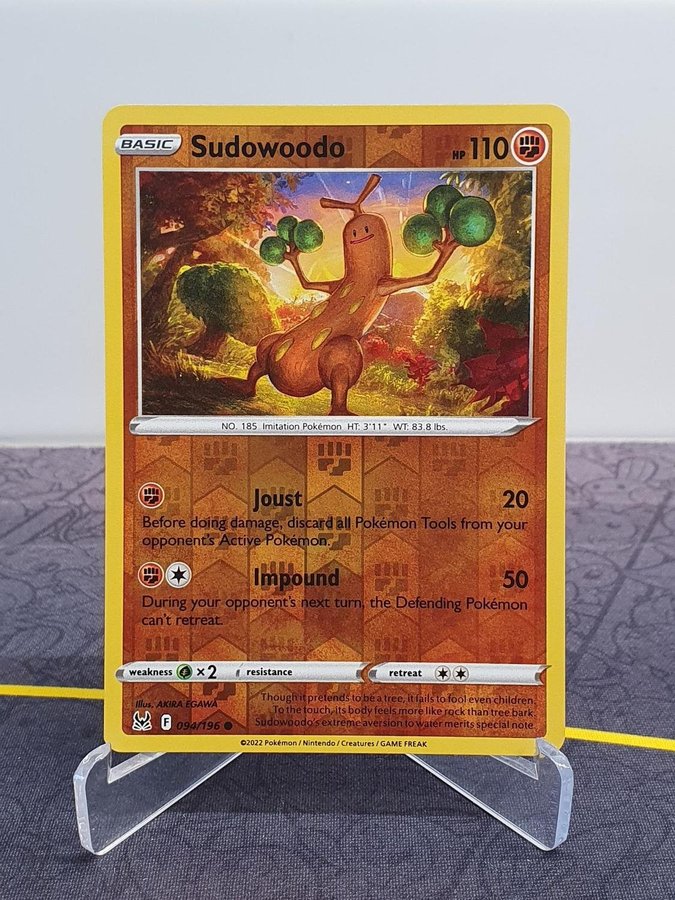 BASIC Sudowoodo HP 110
NO. 185 Imitation Pokémon HT: 3'11" WT: 83.8 lbs.
Joust 20
Before doing damage, discard all Pokémon Tools from your
opponent's Active Pokémon.
Impound 50
During your opponent's next turn, the Defending Pokémon
can't retreat.
weakness ×2 resistance retreat
Illus. AKIRA EGAWA
F 094/196
Though it pretends to be a tree, it fails to fool even children.
To the touch, its body feels more like rock than tree bark.
Sudowoodo's extreme aversion to water merits special note.
©2022 Pokémon / Nintendo / Creatures / GAME FREAK